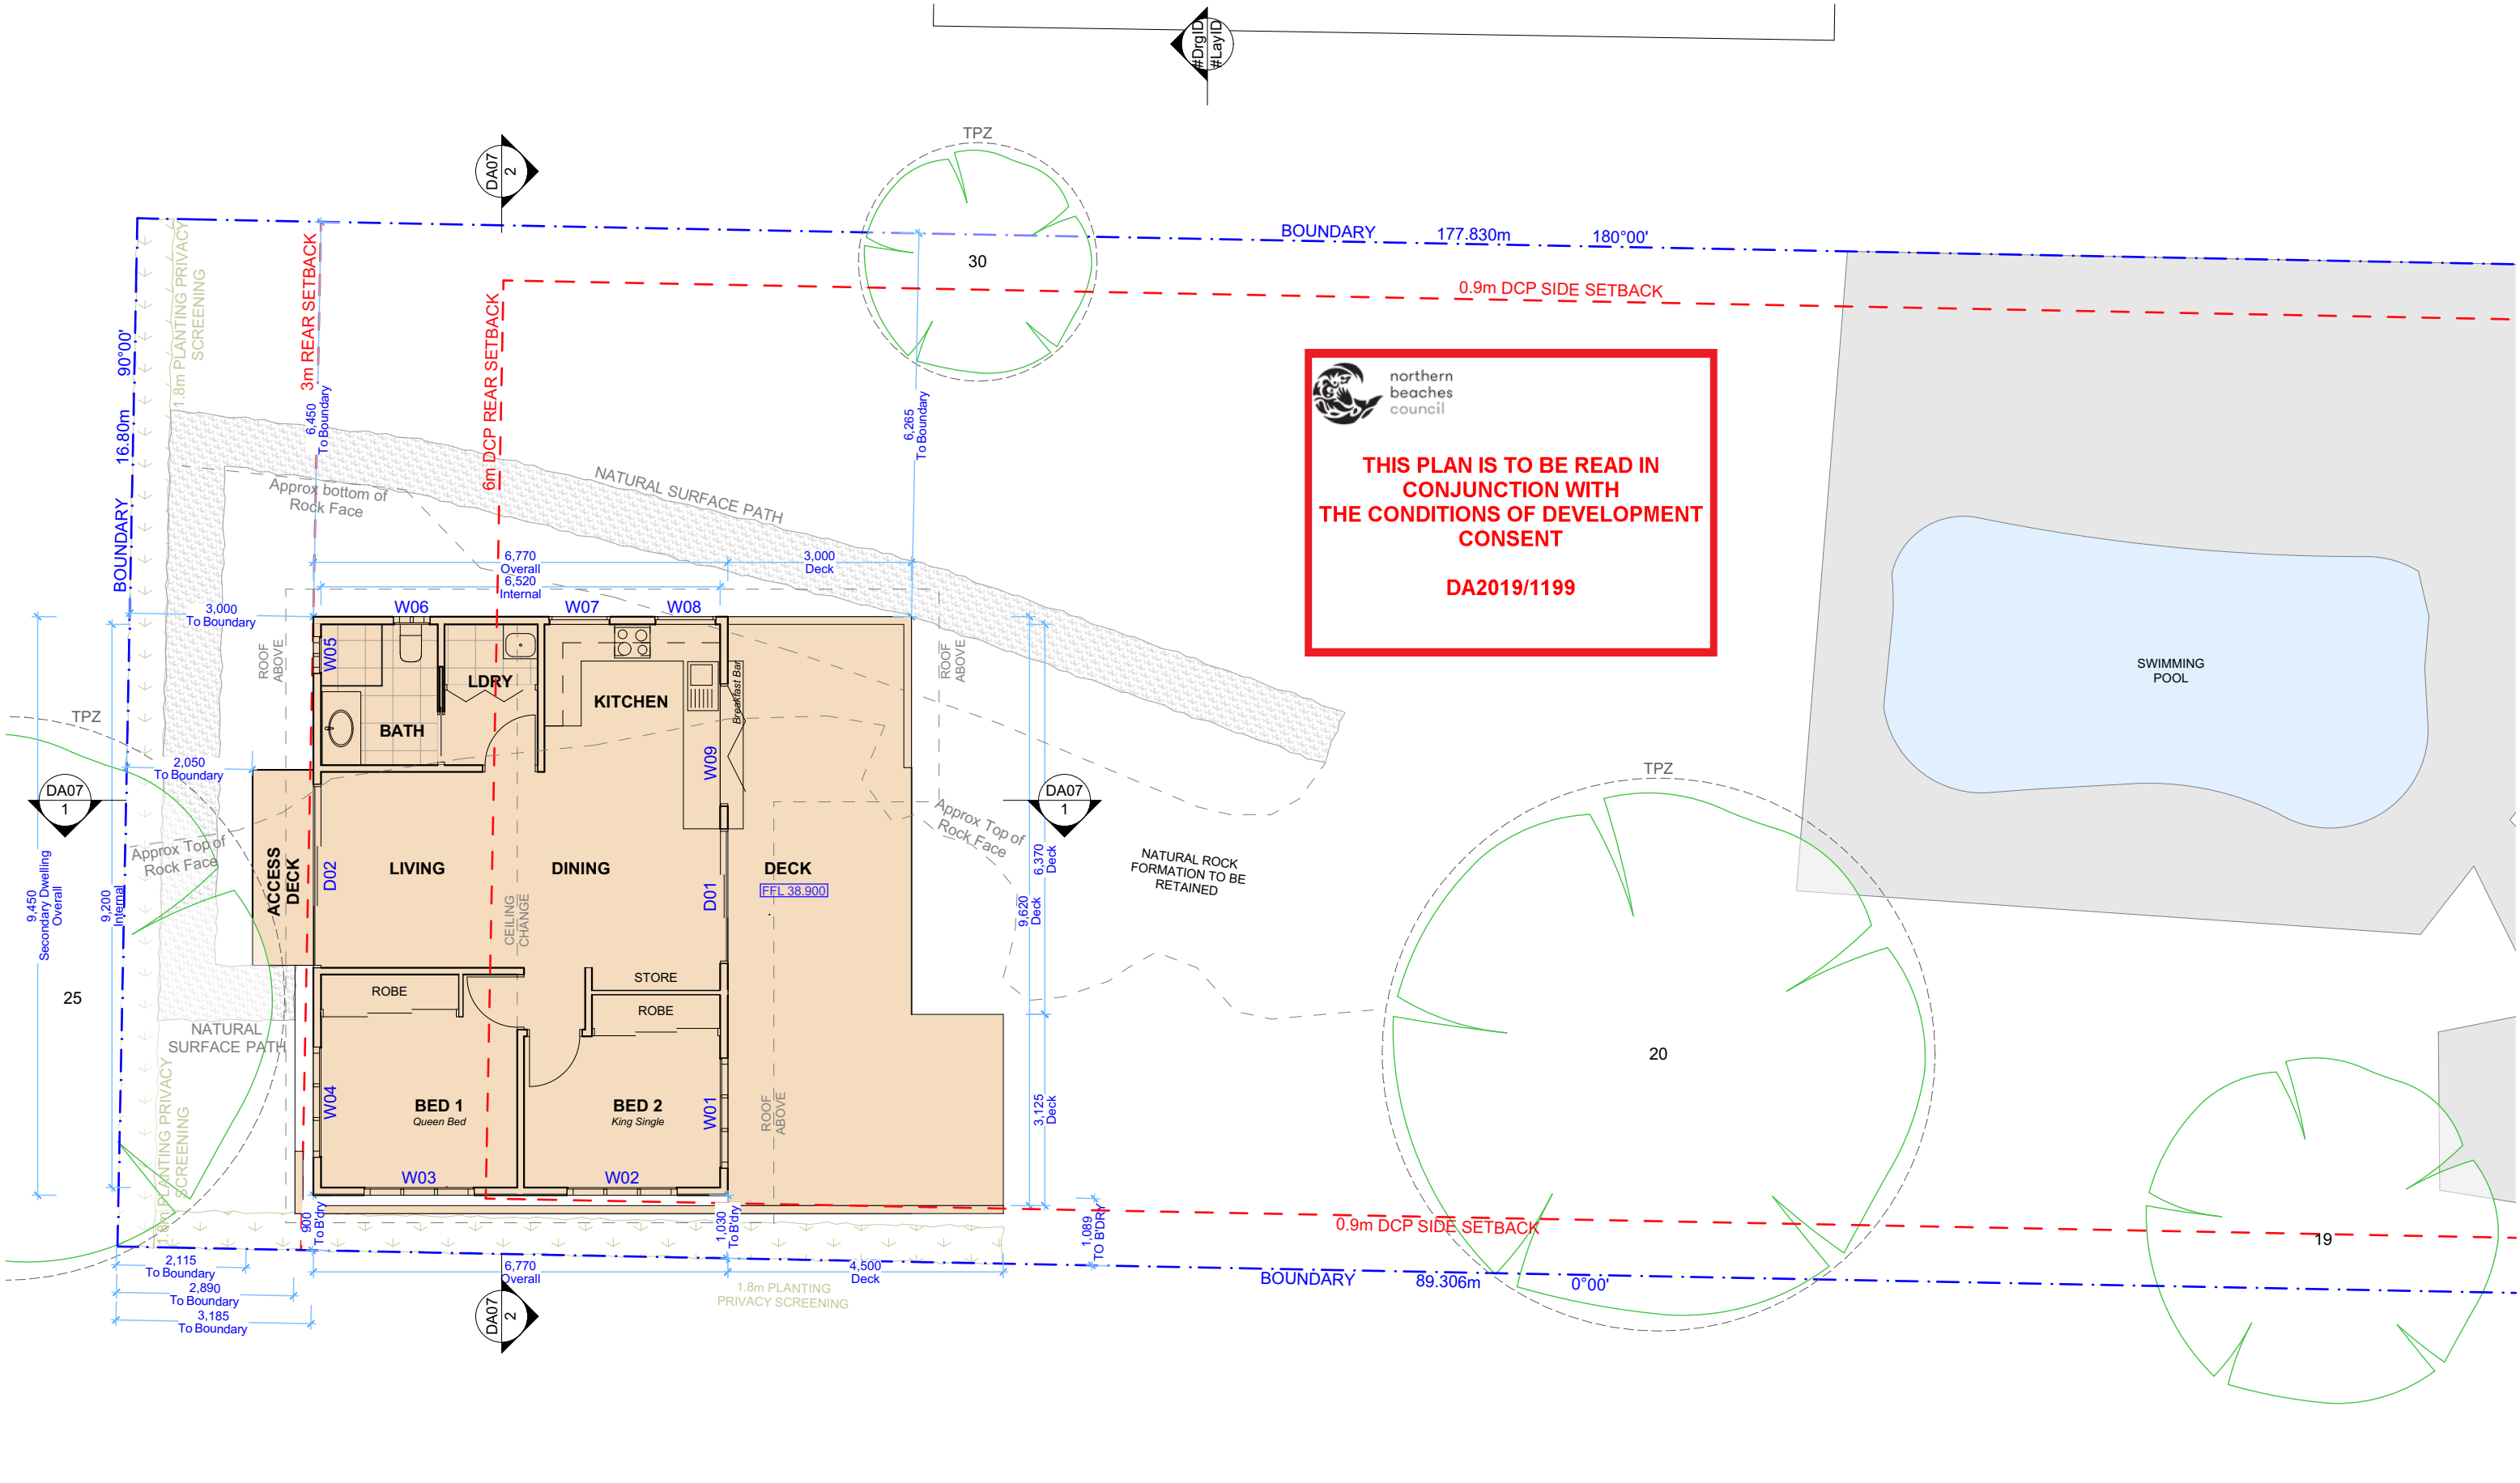 #DrgID
#LayID
TPZ
DA07
2
30
BOUNDARY 177.830m 180°00'
0.9m DCP SIDE SETBACK
1.8m PLANTING PRIVACY
SCREENING
3m REAR SETBACK
6m DCP REAR SETBACK
BOUNDARY 16.80m 90°00'
6,450
To Boundary
6,265
To Boundary
northern
beaches
council
THIS PLAN IS TO BE READ IN
CONJUNCTION WITH
THE CONDITIONS OF DEVELOPMENT
CONSENT
DA2019/1199
NATURAL SURFACE PATH
Approx bottom of
Rock Face
6,770
Overall
3,000
Deck
6,520
Internal
3,000
To Boundary
W06
W07
W08
W05
ROOF
ABOVE
ROOF
ABOVE
LDRY
KITCHEN
BATH
Breakfast Bar
W09
SWIMMING
POOL
TPZ
2,050
To Boundary
DA07
1
DA07
1
TPZ
Approx Top of
Rock Face
Approx Top of
Rock Face
ACCESS
DECK
D02
LIVING
DINING
D01
DECK
FFL 38.900
CEILING
CHANGE
NATURAL ROCK
FORMATION TO BE
RETAINED
9,450
Secondary Dwelling
Overall
9,200
Internal
6,370
Deck
9,620
Deck
3,125
Deck
25
STORE
ROBE
ROBE
NATURAL
SURFACE PATH
20
1.8m PLANTING PRIVACY
SCREENING
W04
BED 1
Queen Bed
BED 2
King Single
W01
ROOF
ABOVE
W03
W02
900
To B'dry
1,030
To B'dry
1,089
TO B'DRY
0.9m DCP SIDE SETBACK
19
2,115
To Boundary
2,890
To Boundary
3,185
To Boundary
6,770
Overall
4,500
Deck
1.8m PLANTING
PRIVACY SCREENING
BOUNDARY 89.306m 0°00'
DA07
2